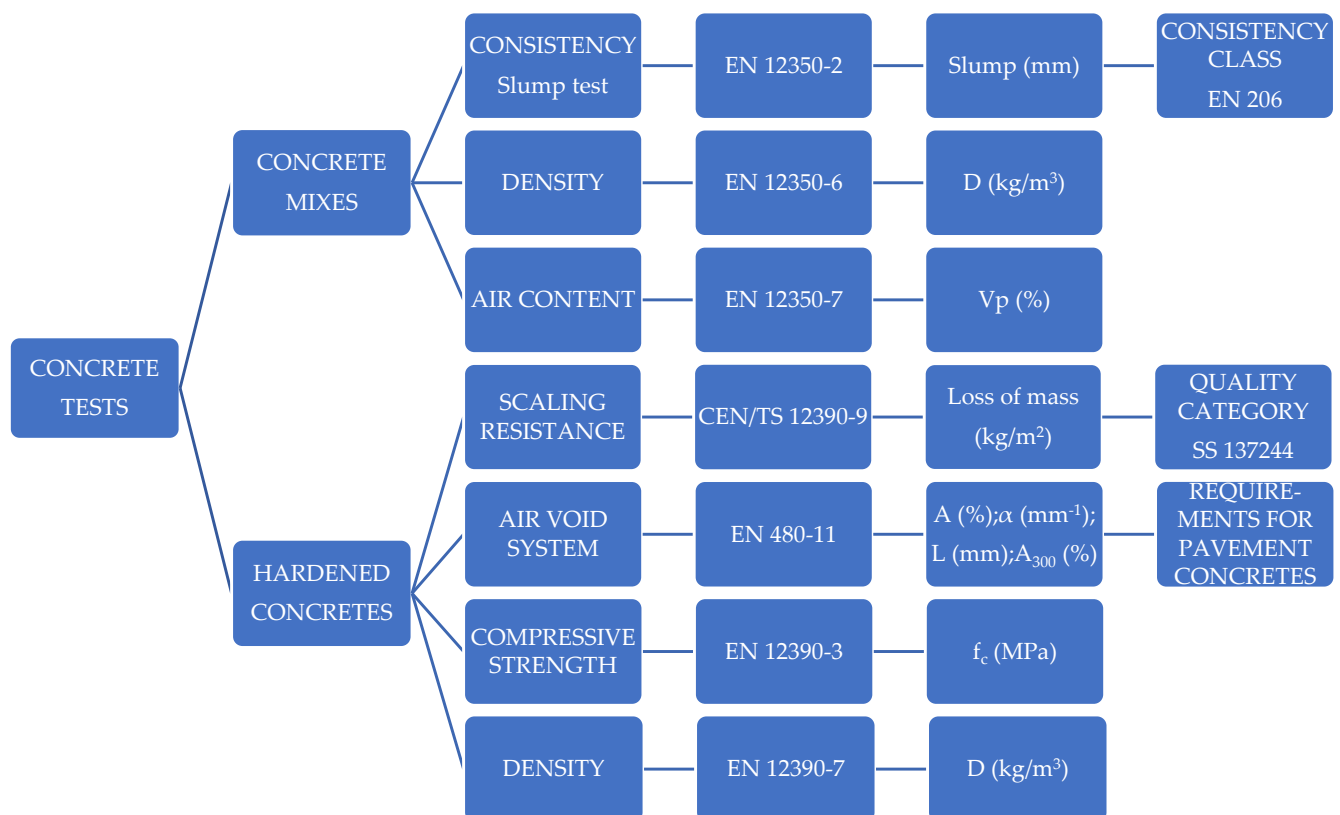 CONCRETE
TESTS
CONCRETE
MIXES
CONSISTENCY
Slump test
EN 12350-2
Slump (mm)
CONSISTENCY
CLASS
EN 206
DENSITY
EN 12350-6
D (kg/m³)
AIR CONTENT
EN 12350-7
Vp (%)
HARDENED
CONCRETES
SCALING
RESISTANCE
CEN/TS 12390-9
Loss of mass
(kg/m²)
QUALITY
CATEGORY
SS 137244
AIR VOID
SYSTEM
EN 480-11
A (%);α (mm⁻¹);
L (mm);A₃₀₀ (%)
REQUIRE-
MENTS FOR
PAVEMENT
CONCRETES
COMPRESSIVE
STRENGTH
EN 12390-3
f_c (MPa)
DENSITY
EN 12390-7
D (kg/m³)